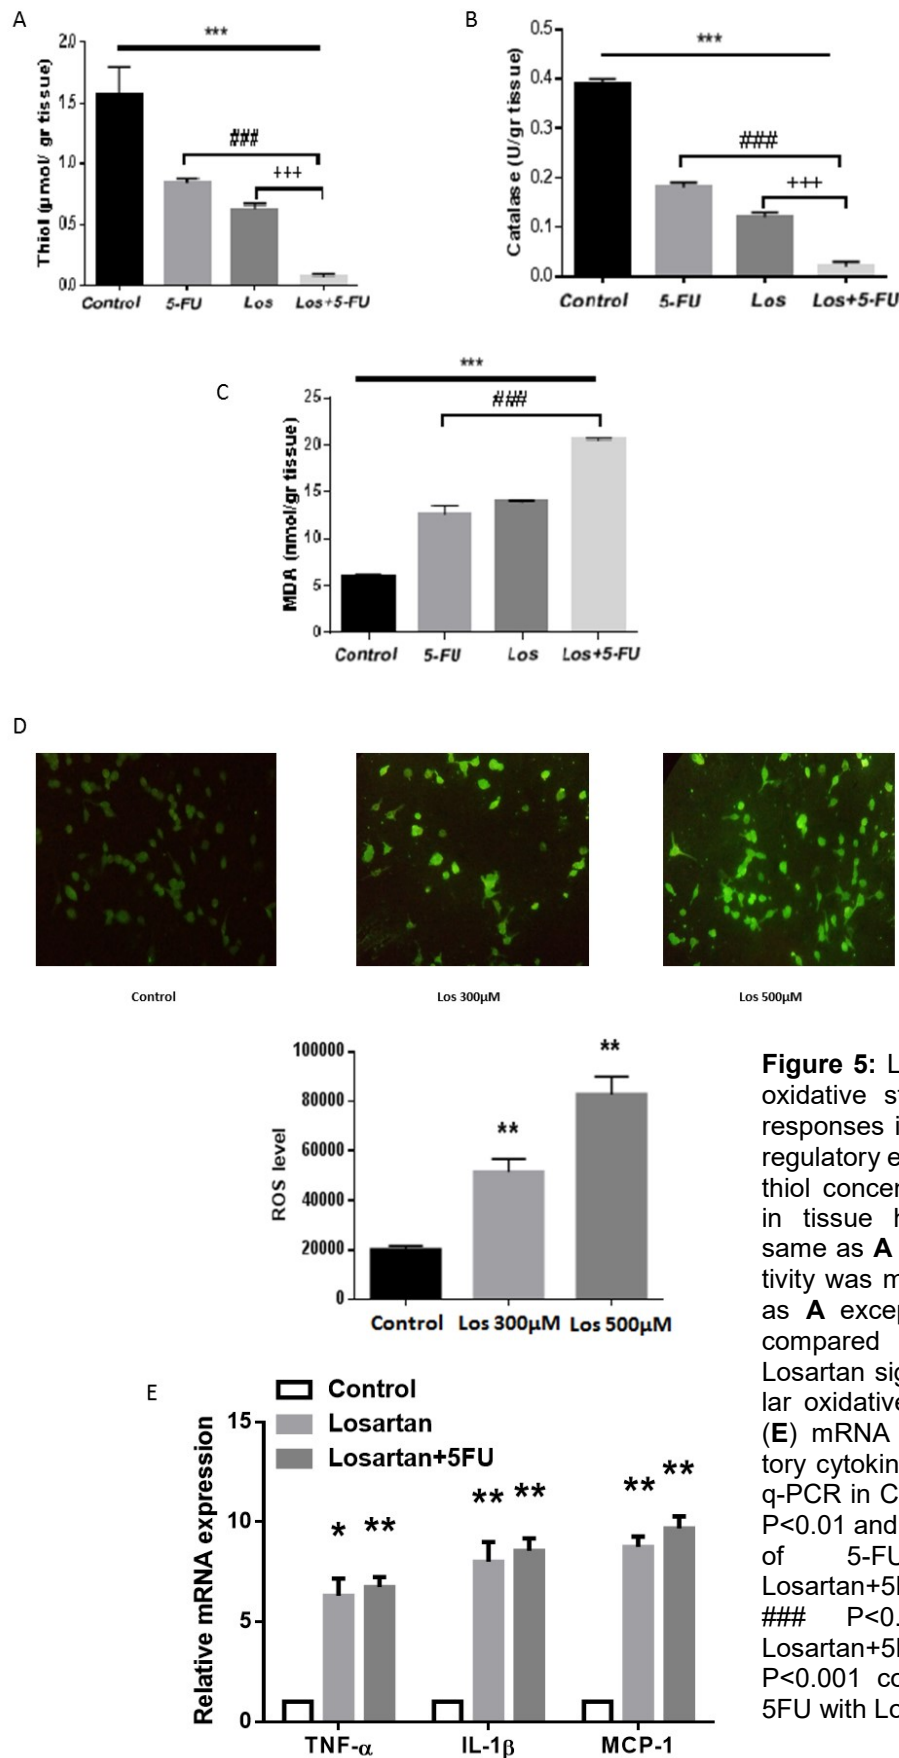 A
***
Thiol (µmol/ gr tissue)
2.0
1.5
1.0
0.5
0.0
###
+++
Control 5-FU Los Los+5-FU
B
***
Catalase (U/gr tissue)
0.5
0.4
0.3
0.2
0.1
0.0
###
+++
Control 5-FU Los Los+5-FU
C
***
###
MDA (nmol/gr tissue)
25
20
15
10
5
0
Control 5-FU Los Los+5-FU
D
Control Los 300µM Los 500µM
ROS level
100000
80000
60000
40000
20000
0
**
**
Control Los 300µM Los 500µM
E
Control
Losartan
Losartan+5FU
Relative mRNA expression
15
10
5
0
* **
** **
** **
TNF-α IL-1β MCP-1
Figure 5: L
oxidative st
responses i
regulatory e
thiol concer
in tissue h
same as A
tivity was m
as A excep
compared
Losartan sig
lar oxidative
(E) mRNA
tory cytokin
q-PCR in C
P<0.01 and
of 5-FU
Losartan+5
### P<0.
Losartan+5
P<0.001 co
5FU with Lo